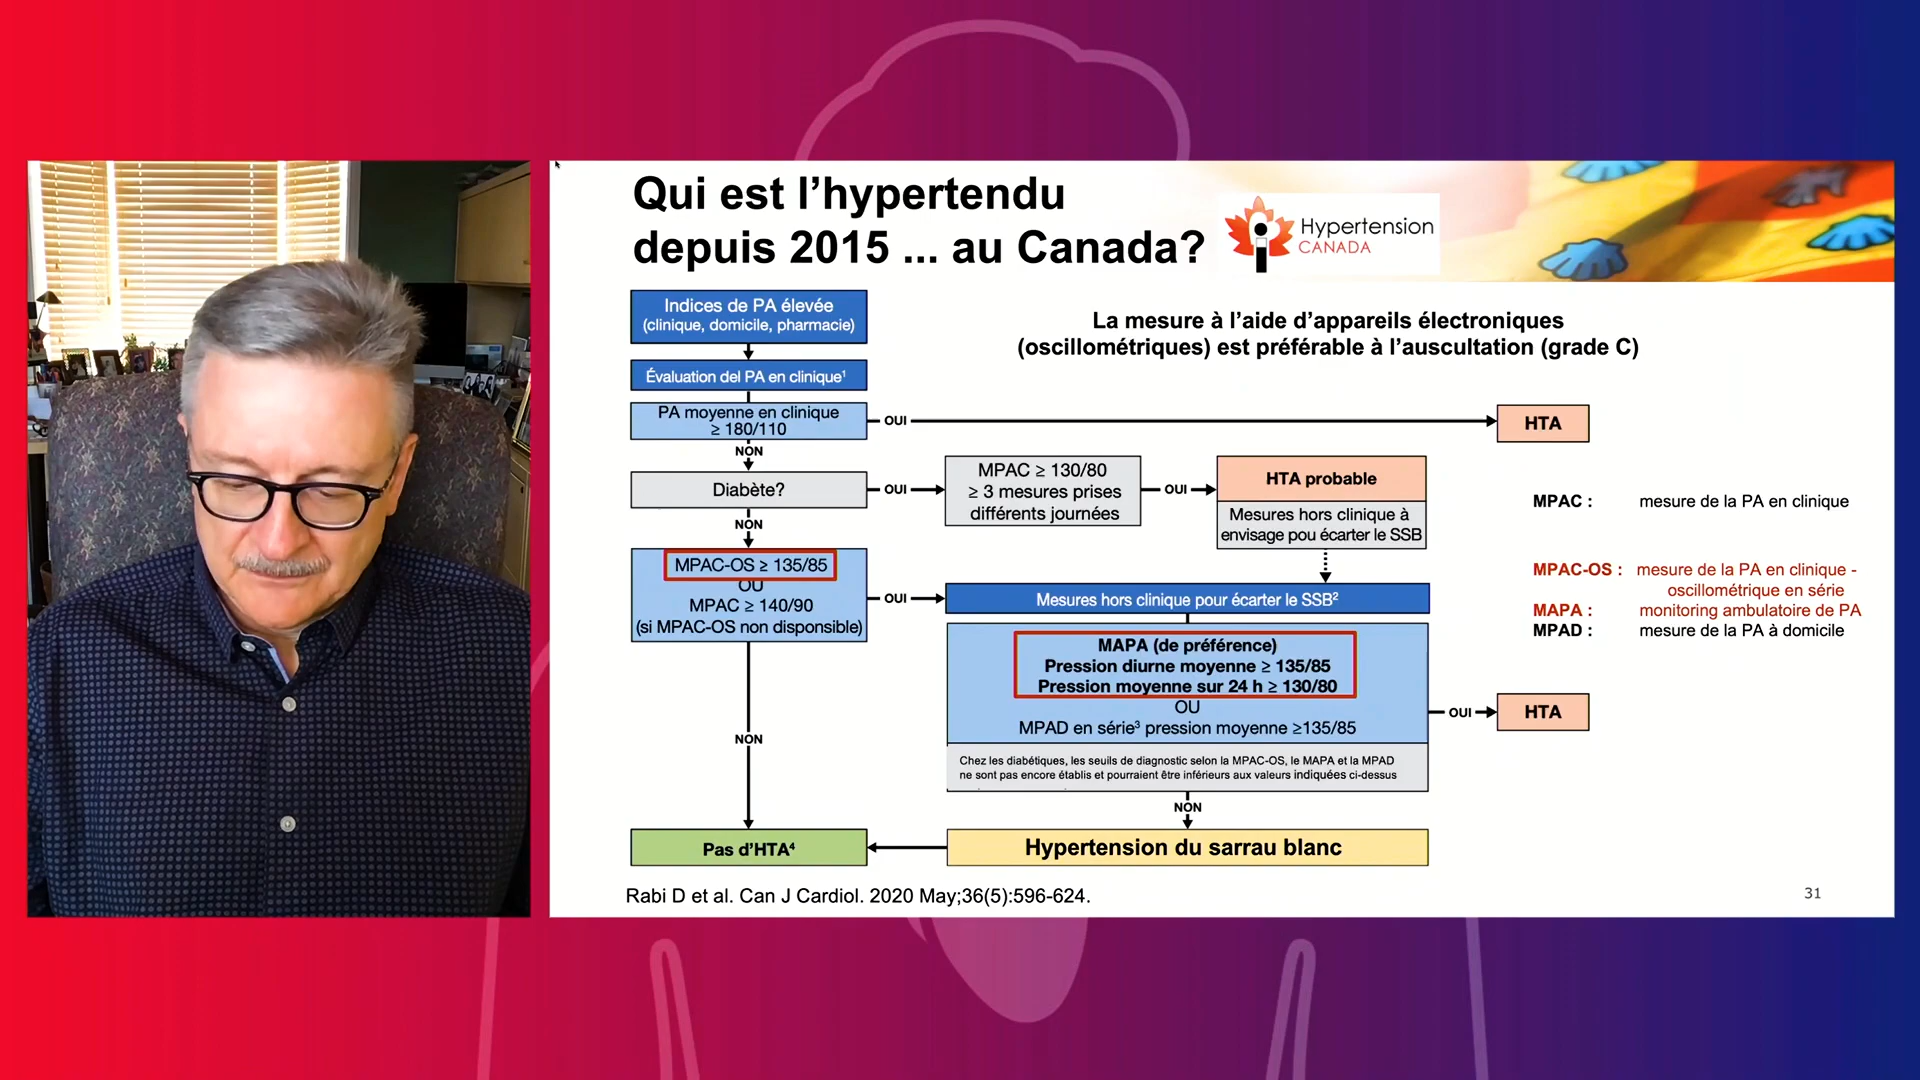 Qui est l’hypertendu
depuis 2015 ... au Canada?
Hypertension
CANADA
Indices de PA élevée
(clinique, domicile, pharmacie)
La mesure à l’aide d’appareils électroniques
(oscillométriques) est préférable à l’auscultation (grade C)
Évaluation del PA en clinique¹
PA moyenne en clinique
≥ 180/110
OUI
HTA
NON
Diabète?
OUI
MPAC ≥ 130/80
≥ 3 mesures prises
différents journées
OUI
HTA probable
Mesures hors clinique à
envisage pou écarter le SSB
NON
MPAC-OS ≥ 135/85
OU
MPAC ≥ 140/90
(si MPAC-OS non disponible)
OUI
Mesures hors clinique pour écarter le SSB²
MAPA (de préférence)
Pression diurne moyenne ≥ 135/85
Pression moyenne sur 24 h ≥ 130/80
OU
MPAD en série³ pression moyenne ≥135/85
Chez les diabétiques, les seuils de diagnostic selon la MPAC-OS, le MAPA et la MPAD
ne sont pas encore établis et pourraient être inférieurs aux valeurs indiquées ci-dessus
OUI
HTA
NON
NON
Pas d’HTA⁴
Hypertension du sarrau blanc
MPAC : mesure de la PA en clinique
MPAC-OS : mesure de la PA en clinique -
oscillométrique en série
MAPA : monitoring ambulatoire de PA
MPAD : mesure de la PA à domicile
Rabi D et al. Can J Cardiol. 2020 May;36(5):596-624.
31